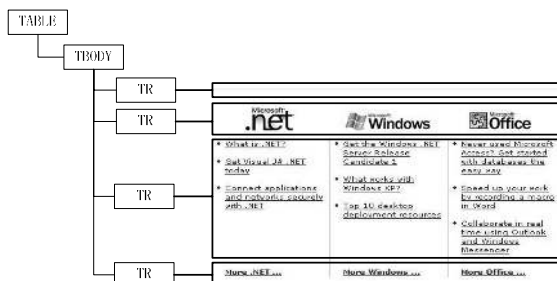 TABLE
TBODY
TR
TR
Microsoft
.net
Microsoft
Windows
Microsoft
Office
TR
• What is .NET?
• Get Visual J# .NET
today
• Connect applications
and networks securely
with .NET
• Get the Windows .NET
Server Release
Candidate 1
• What works with
Windows XP?
• Top 10 desktop
deployment resources
• Never used Microsoft
Access? Get started
with databases the
easy way
• Speed up your work
by recording a macro
in Word
• Collaborate in real
time using Outlook
and Windows
Messenger
TR
More .NET ...
More Windows ...
More Office ...